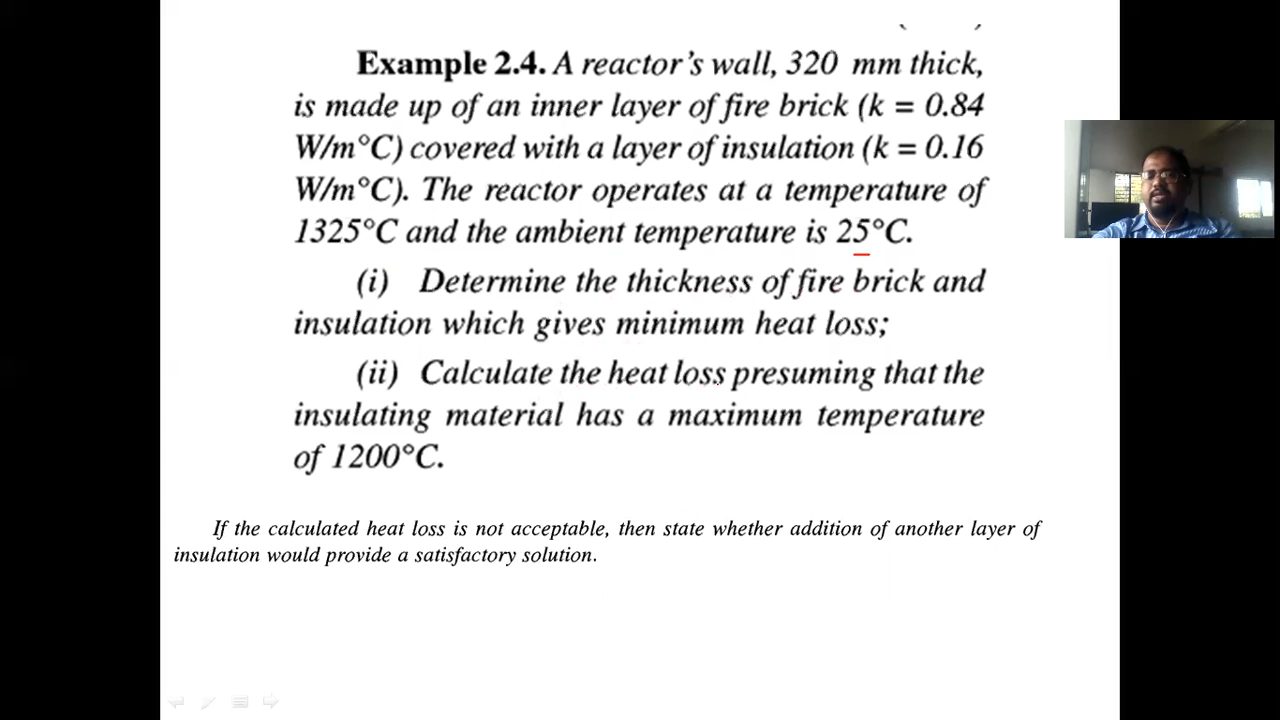 Example 2.4. A reactor's wall, 320 mm thick,
is made up of an inner layer of fire brick (k = 0.84
W/m°C) covered with a layer of insulation (k = 0.16
W/m°C). The reactor operates at a temperature of
1325°C and the ambient temperature is 25°C.
(i) Determine the thickness of fire brick and
insulation which gives minimum heat loss;
(ii) Calculate the heat loss presuming that the
insulating material has a maximum temperature
of 1200°C.
If the calculated heat loss is not acceptable, then state whether addition of another layer of
insulation would provide a satisfactory solution.